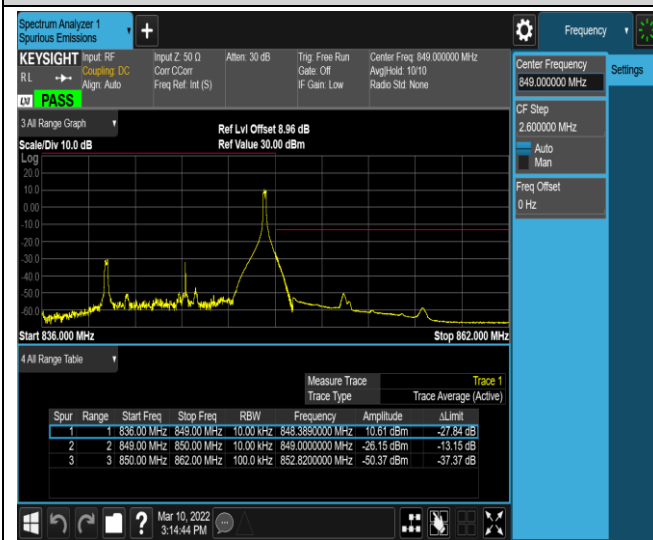 Spectrum Analyzer 1
Spurious Emissions
Frequency
KEYSIGHT
RL
LXI
PASS
Input: RF
Coupling: DC
Align: Auto
Input Z: 50 Ω
Corr CCorr
Freq Ref: Int (S)
Atten: 30 dB
Trig: Free Run
Gate: Off
IF Gain: Low
Center Freq: 849.000000 MHz
Avg|Hold: 10/10
Radio Std: None
Center Frequency
849.000000 MHz
Settings
CF Step
2.600000 MHz
Auto
Man
Freq Offset
0 Hz
3 All Range Graph
Ref Lvl Offset 8.96 dB
Scale/Div 10.0 dB
Ref Value 30.00 dBm
Log
20.0
10.0
0.00
-10.0
-20.0
-30.0
-40.0
-50.0
-60.0
Start 836.000 MHz
Stop 862.000 MHz
4 All Range Table
Measure Trace Trace 1
Trace Type Trace Average (Active)
Spur Range Start Freq Stop Freq RBW Frequency Amplitude ΔLimit
1 1 836.00 MHz 849.00 MHz 10.00 kHz 848.3890000 MHz 10.61 dBm -27.84 dB
2 2 849.00 MHz 850.00 MHz 10.00 kHz 849.0000000 MHz -26.15 dBm -13.15 dB
3 3 850.00 MHz 862.00 MHz 100.0 kHz 852.8200000 MHz -50.37 dBm -37.37 dB
Mar 10, 2022
3:14:44 PM